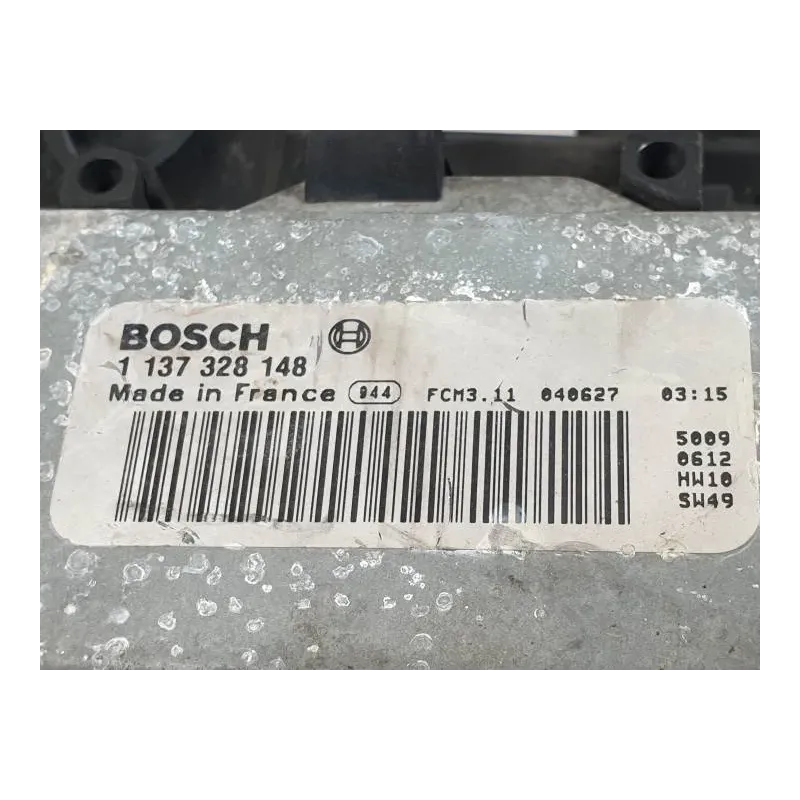 BOSCH
1 137 328 148
Made in France 944 FCM3.11 040627 03:15
5009
0612
HW10
SW49